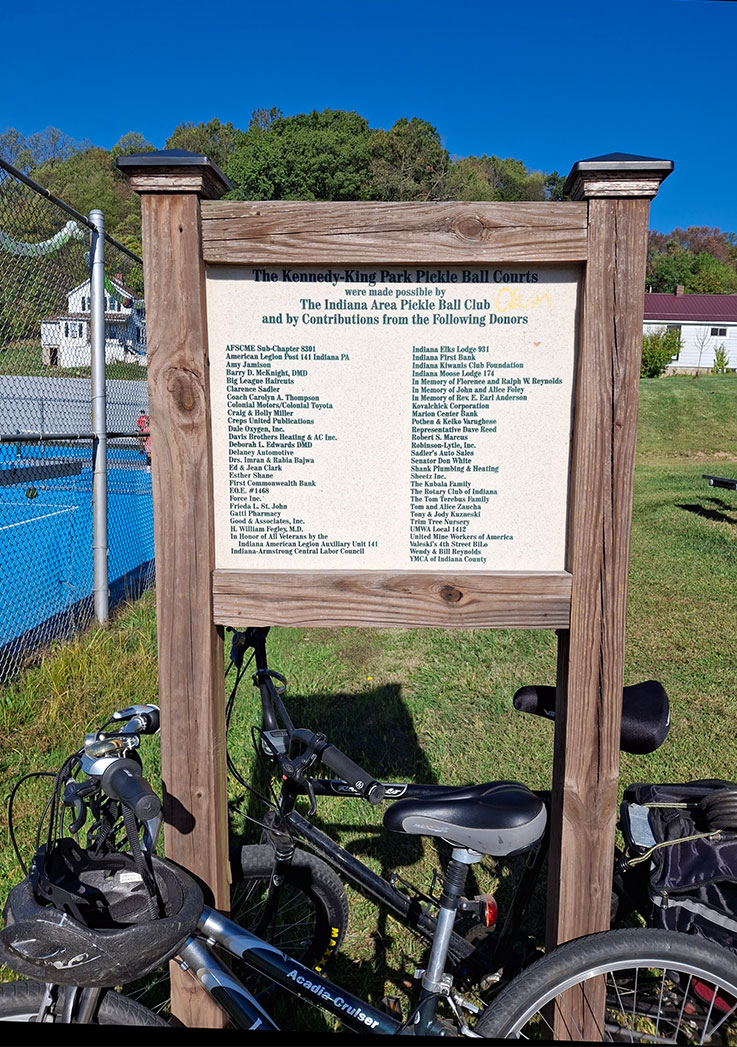 The Kennedy-King Park Pickle Ball Courts
were made possible by
The Indiana Area Pickle Ball Club
and by Contributions from the Following Donors
AFSCME Sub-Chapter 8301
American Legion Post 141 Indiana PA
Amy Jamison
Barry D. McKnight, DMD
Big League Haircuts
Clarence Sadler
Coach Carolyn A. Thompson
Colonial Motors/Colonial Toyota
Craig & Holly Miller
Creps United Publications
Dale Oxygen, Inc.
Davis Brothers Heating & AC Inc.
Deborah L. Edwards DMD
Delaney Automotive
Drs. Imran & Rabia Bajwa
Ed & Jean Clark
Esther Shane
First Commonwealth Bank
F.O.E. #1468
Force Inc.
Frieda L. St. John
Gatti Pharmacy
Good & Associates, Inc.
H. William Fegley, M.D.
In Honor of All Veterans by the
Indiana American Legion Auxiliary Unit 141
Indiana-Armstrong Central Labor Council
Indiana Elks Lodge 931
Indiana First Bank
Indiana Kiwanis Club Foundation
Indiana Moose Lodge 174
In Memory of Florence and Ralph W. Reynolds
In Memory of John and Alice Foley
In Memory of Rev. E. Earl Anderson
Kovalchick Corporation
Marion Center Bank
Pothen & Keiko Varughese
Representative Dave Reed
Robert S. Marcus
Robinson-Lytle, Inc.
Sadler's Auto Sales
Senator Don White
Shank Plumbing & Heating
Sheetz Inc.
The Kubala Family
The Rotary Club of Indiana
The Tom Terebus Family
Tom and Alice Zaucha
Tony & Jody Kuzneski
Trim Tree Nursery
UMWA Local 1412
United Mine Workers of America
Valeski's 4th Street BiLo
Wendy & Bill Reynolds
YMCA of Indiana County
Acadia-Cruiser